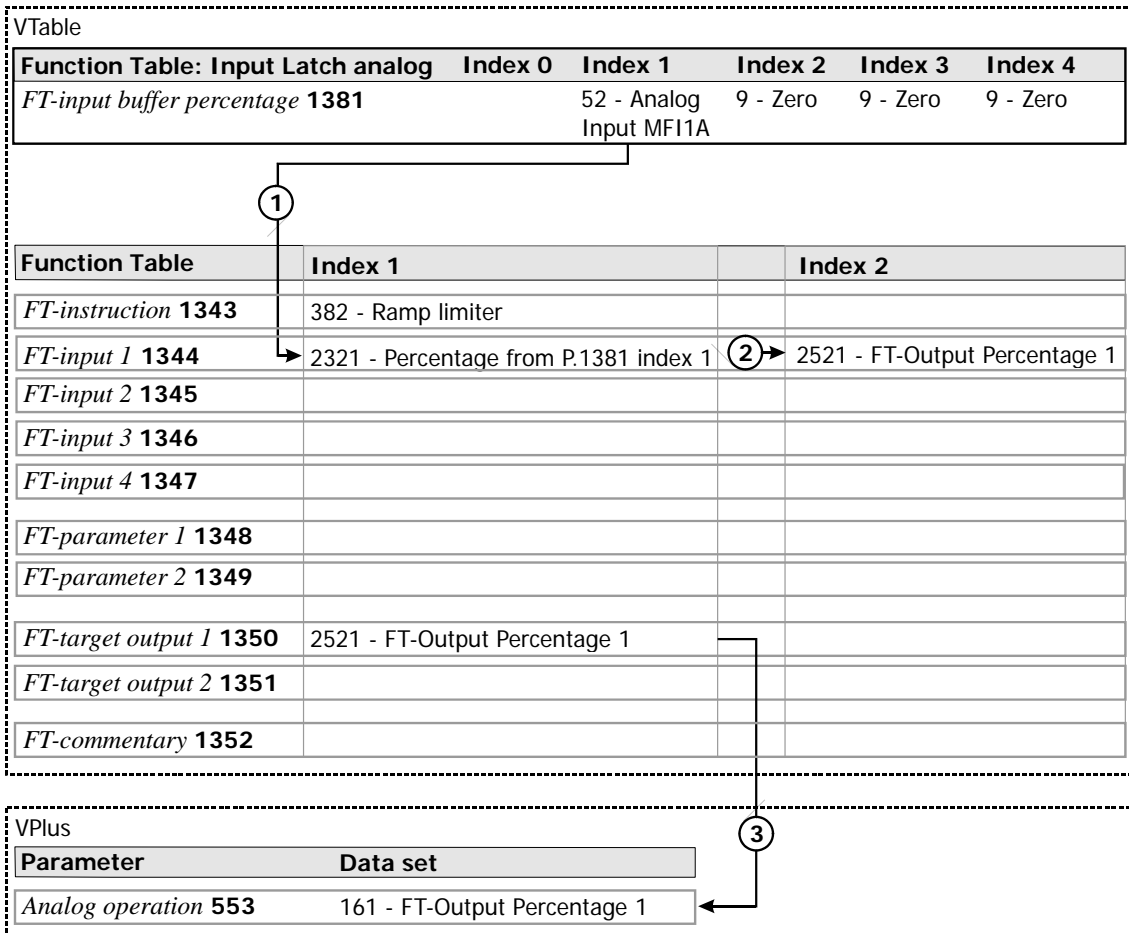 VTable
Function Table: Input Latch analog Index 0 Index 1 Index 2 Index 3 Index 4
FT-input buffer percentage 1381 52 - Analog 9 - Zero 9 - Zero 9 - Zero
Input MFI1A
1
Function Table Index 1 Index 2
FT-instruction 1343 382 - Ramp limiter
FT-input 1 1344 2321 - Percentage from P.1381 index 1 2 2521 - FT-Output Percentage 1
FT-input 2 1345
FT-input 3 1346
FT-input 4 1347
FT-parameter 1 1348
FT-parameter 2 1349
FT-target output 1 1350 2521 - FT-Output Percentage 1
FT-target output 2 1351
FT-commentary 1352
VPlus
3
Parameter Data set
Analog operation 553 161 - FT-Output Percentage 1